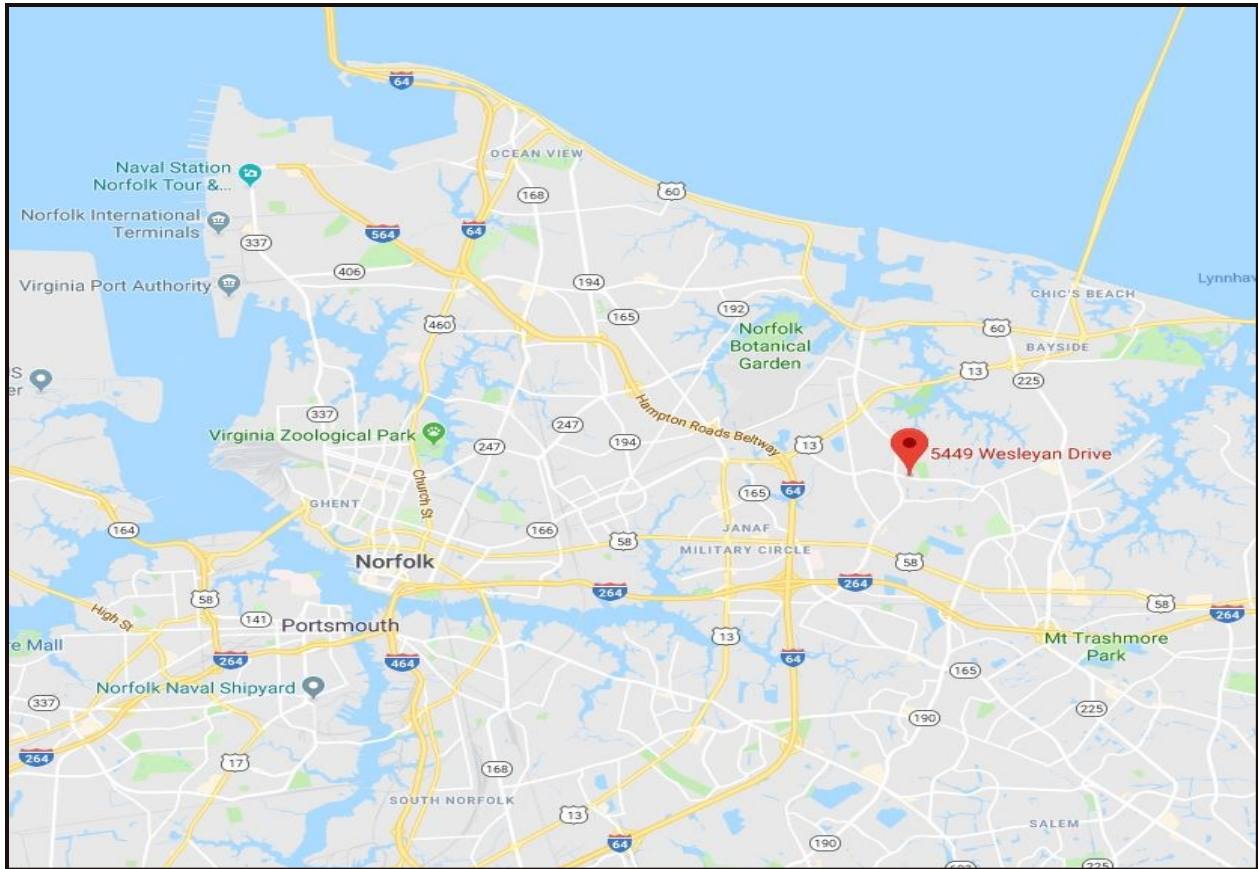 64
OCEAN VIEW
Naval Station
Norfolk Tour &...
168
60
Norfolk International
Terminals
337
564
64
406
194
Virginia Port Authority
CHIC'S BEACH
Lynnhav
460
165
192
Norfolk
Botanical
Garden
60
BAYSIDE
S
er
13
225
337
Hampton Roads Beltway
Virginia Zoological Park
247
247
194
13
5449 Wesleyan Drive
Church St
165
64
GHENT
164
166
58
JANAF
MILITARY CIRCLE
Norfolk
58
264
264
58
58
264
High St
141
Portsmouth
13
Mt Trashmore
Park
e Mall
264
464
64
165
Norfolk Naval Shipyard
337
190
225
264
17
168
SOUTH NORFOLK
13
SALEM
64
190
225